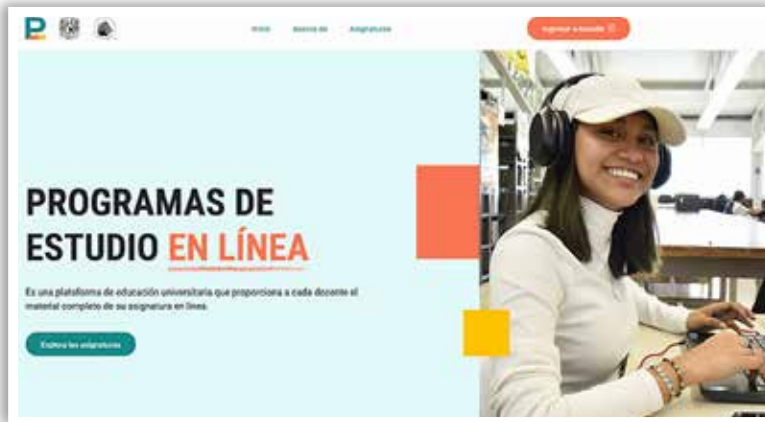 Inicio Acerca de Asignaturas Ingresar a Moodle
PROGRAMAS DE
ESTUDIO EN LÍNEA
Es una plataforma de educación universitaria que proporciona a cada docente el
material completo de su asignatura en línea.
Explora las asignaturas